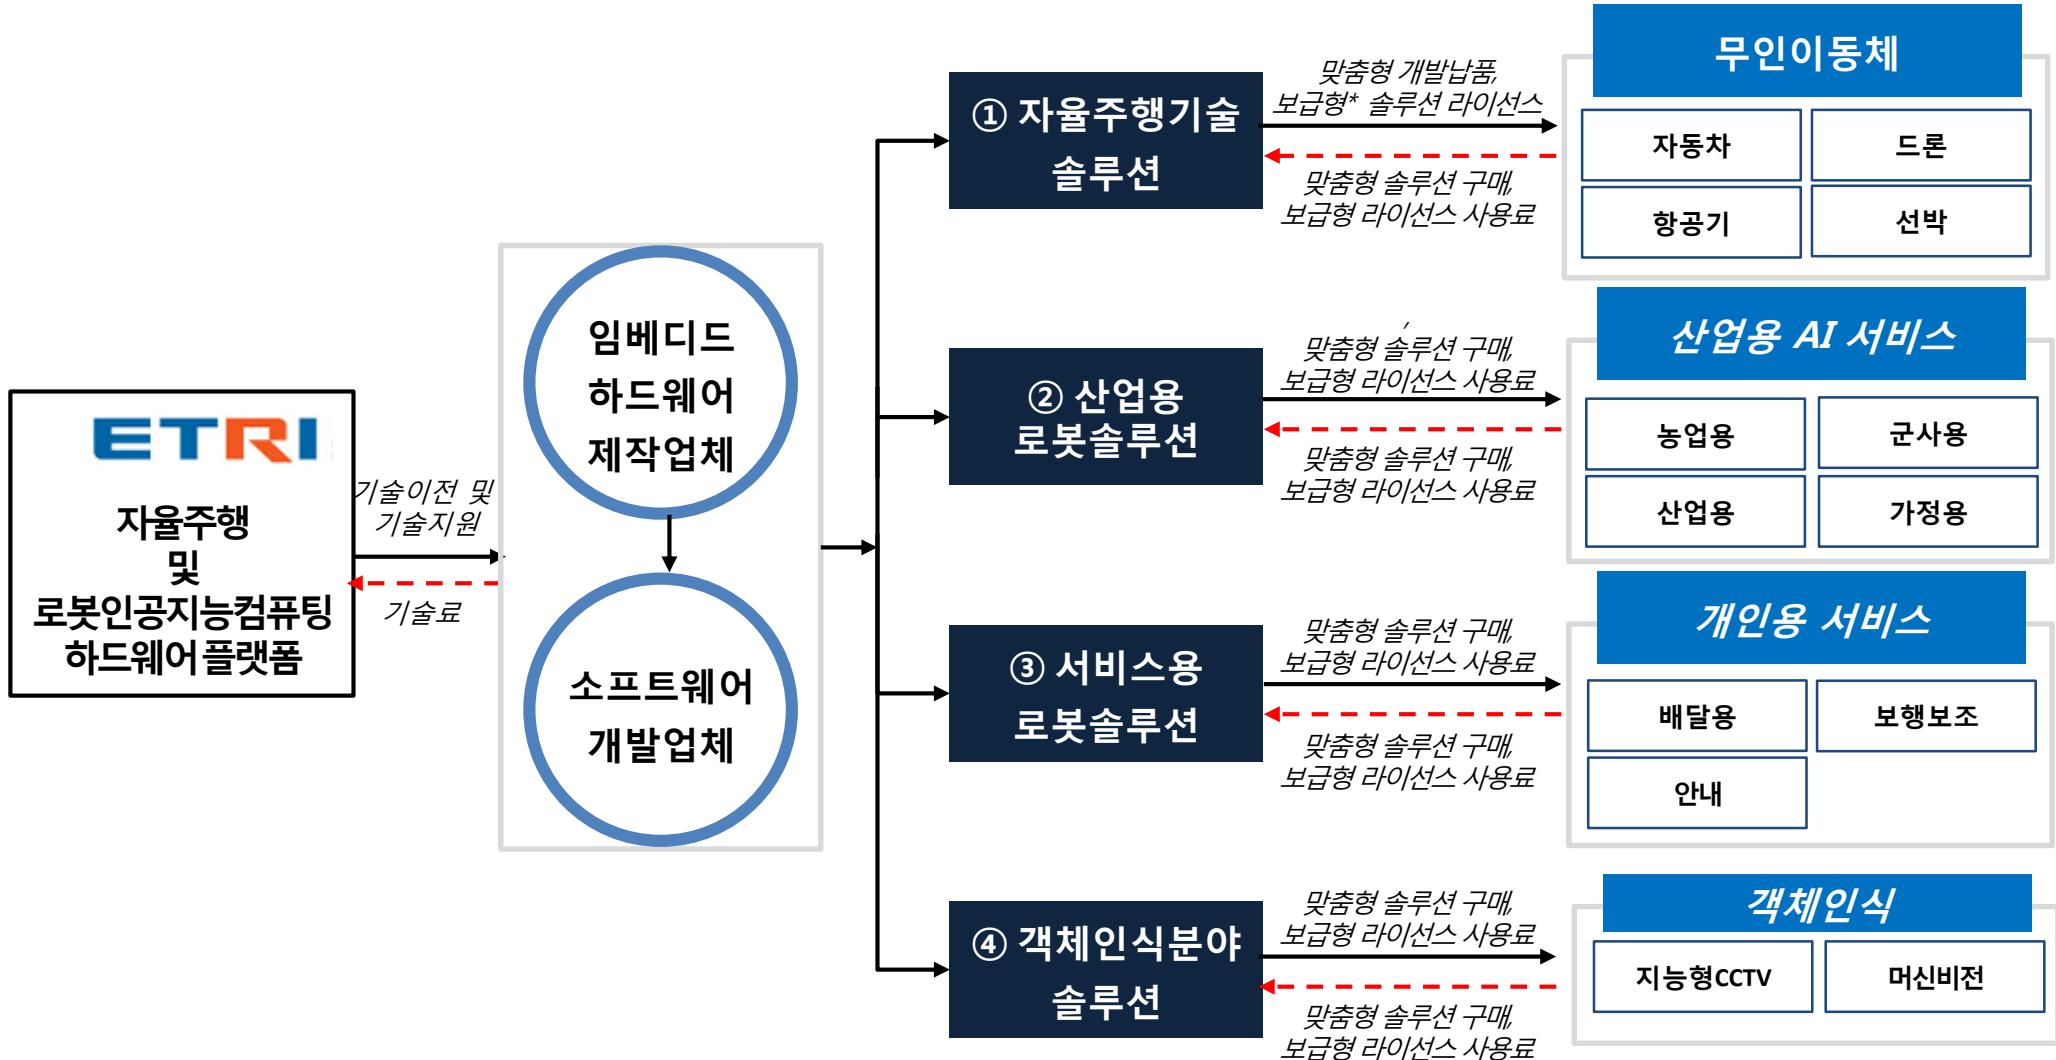 ETRI
자율주행
및
로봇인공지능컴퓨팅
하드웨어 플랫폼
기술이전 및
기술지원
기술료
임베디드
하드웨어
제작업체
소프트웨어
개발업체
① 자율주행기술
솔루션
맞춤형 개발납품,
보급형* 솔루션 라이선스
맞춤형 솔루션 구매,
보급형 라이선스 사용료
무인이동체
자동차
드론
항공기
선박
② 산업용
로봇솔루션
,
맞춤형 솔루션 구매,
보급형 라이선스 사용료
맞춤형 솔루션 구매,
보급형 라이선스 사용료
산업용 AI 서비스
농업용
군사용
산업용
가정용
③ 서비스용
로봇솔루션
맞춤형 솔루션 구매,
보급형 라이선스 사용료
맞춤형 솔루션 구매,
보급형 라이선스 사용료
개인용 서비스
배달용
보행보조
안내
④ 객체인식분야
솔루션
맞춤형 솔루션 구매,
보급형 라이선스 사용료
맞춤형 솔루션 구매,
보급형 라이선스 사용료
객체인식
지능형CCTV
머신비전